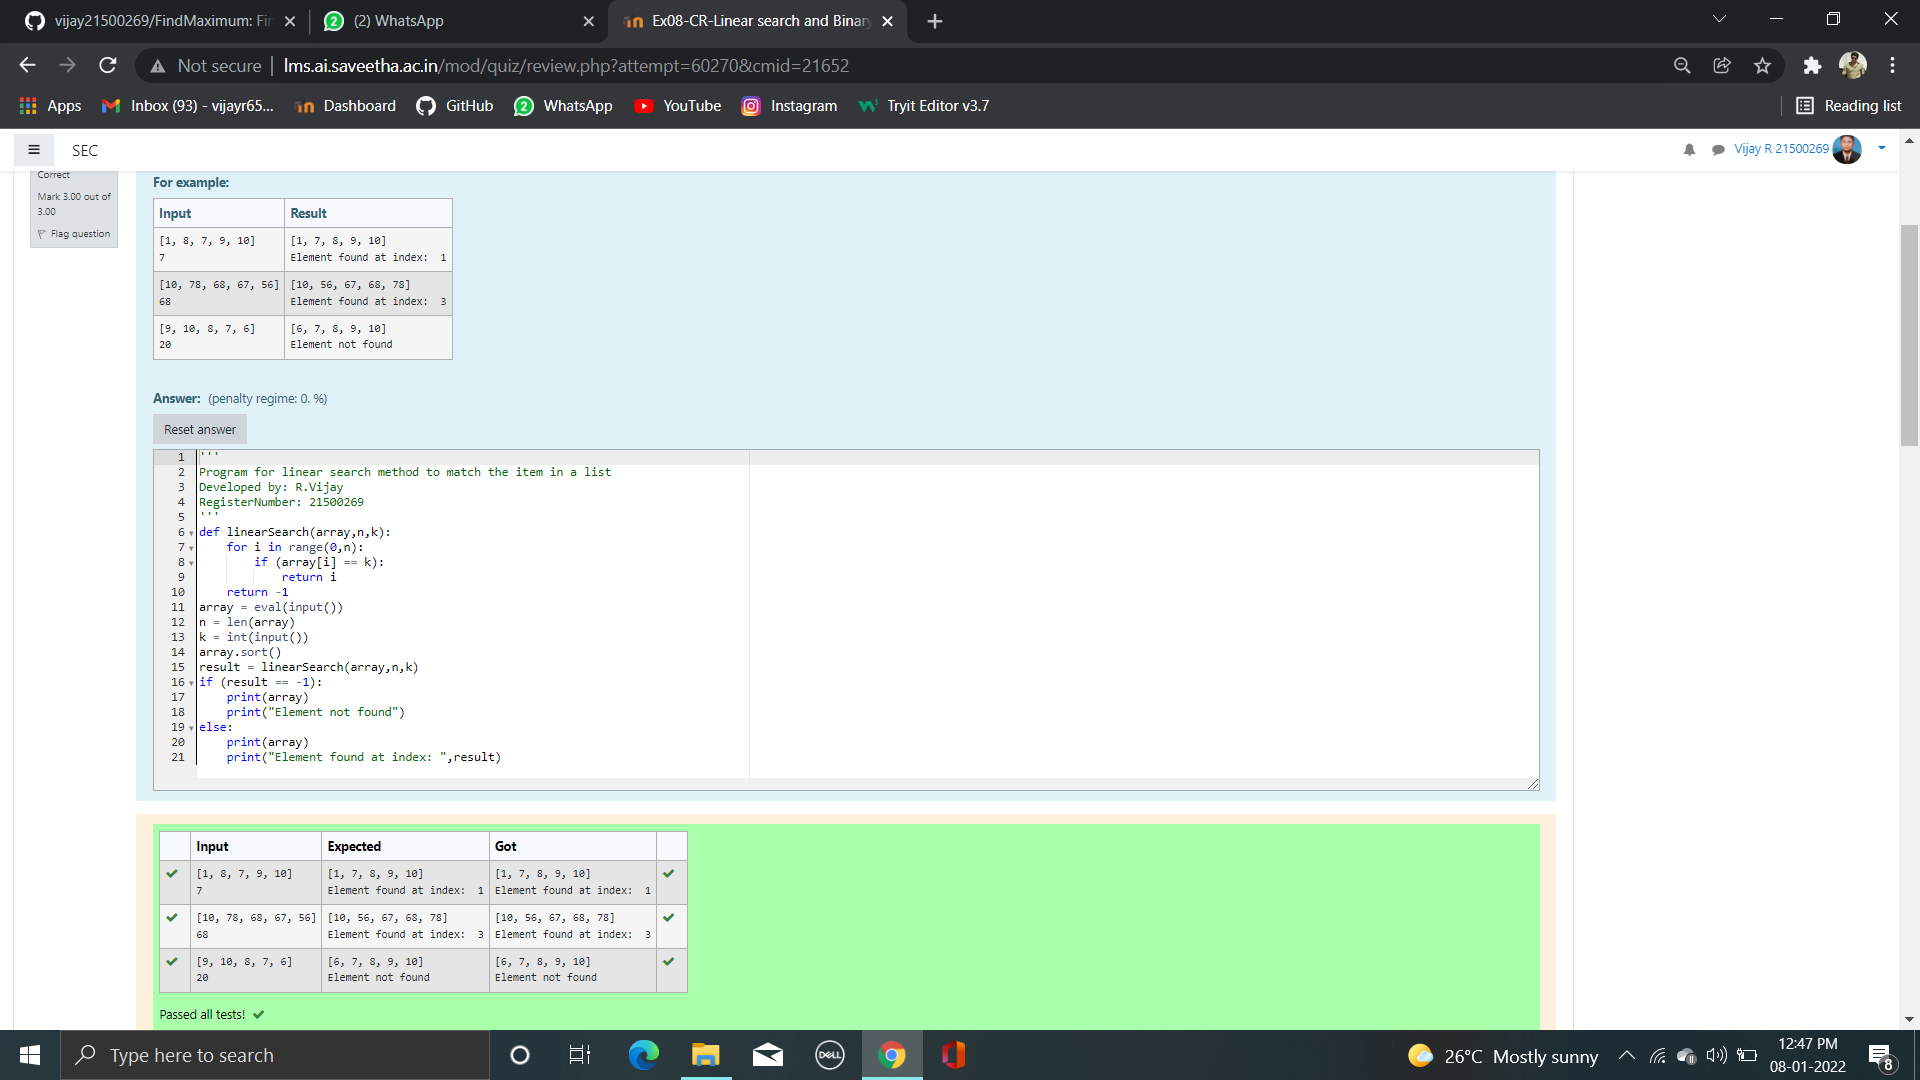 vijay21500269/FindMaximum: Fin
(2) WhatsApp
Ex08-CR-Linear search and Binary
Not secure | lms.ai.saveetha.ac.in/mod/quiz/review.php?attempt=60270&cmid=21652
Apps
Inbox (93) - vijayr65...
Dashboard
GitHub
WhatsApp
YouTube
Instagram
Tryit Editor v3.7
Reading list
SEC
Vijay R 21500269
Correct
Mark 3.00 out of
3.00
Flag question
For example:
Input Result
[1, 8, 7, 9, 10] [1, 7, 8, 9, 10]
7 Element found at index:  1
[10, 78, 68, 67, 56] [10, 56, 67, 68, 78]
68 Element found at index:  3
[9, 10, 8, 7, 6] [6, 7, 8, 9, 10]
20 Element not found
Answer: (penalty regime: 0. %)
Reset answer
1 '''
2 Program for linear search method to match the item in a list
3 Developed by: R.Vijay
4 RegisterNumber: 21500269
5 '''
6 def linearSearch(array,n,k):
7     for i in range(0,n):
8         if (array[i] == k):
9             return i
10     return -1
11 array = eval(input())
12 n = len(array)
13 k = int(input())
14 array.sort()
15 result = linearSearch(array,n,k)
16 if (result == -1):
17     print(array)
18     print("Element not found")
19 else:
20     print(array)
21     print("Element found at index: ",result)
Input Expected Got
[1, 8, 7, 9, 10] [1, 7, 8, 9, 10] [1, 7, 8, 9, 10]
7 Element found at index:  1 Element found at index:  1
[10, 78, 68, 67, 56] [10, 56, 67, 68, 78] [10, 56, 67, 68, 78]
68 Element found at index:  3 Element found at index:  3
[9, 10, 8, 7, 6] [6, 7, 8, 9, 10] [6, 7, 8, 9, 10]
20 Element not found Element not found
Passed all tests!
Type here to search
DELL
26°C Mostly sunny
12:47 PM
08-01-2022
8